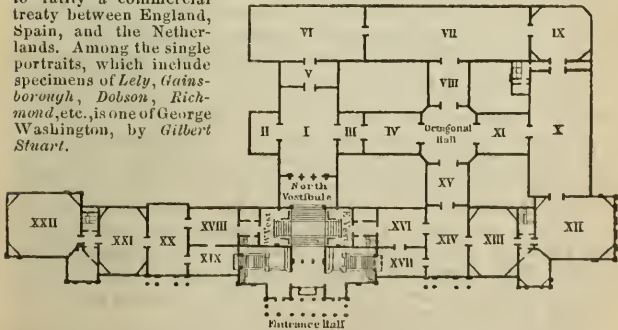 to ratify a commercial
treaty between England,
Spain, and the Nether-
lands. Among the single
portraits, which include
specimens of Lely, Gains-
borough, Dobson, Rich-
mond, etc., is one of George
Washington, by Gilbert
Stuart.
VI
VII
IX
V
VIII
II
I
III
IV
Octagonal
Hall
XI
X
North
Vestibule
XV
XXII
XXI
XX
XVIII
XIX
West
East
XVI
XVII
XIV
XIII
XII
Entrance Hall